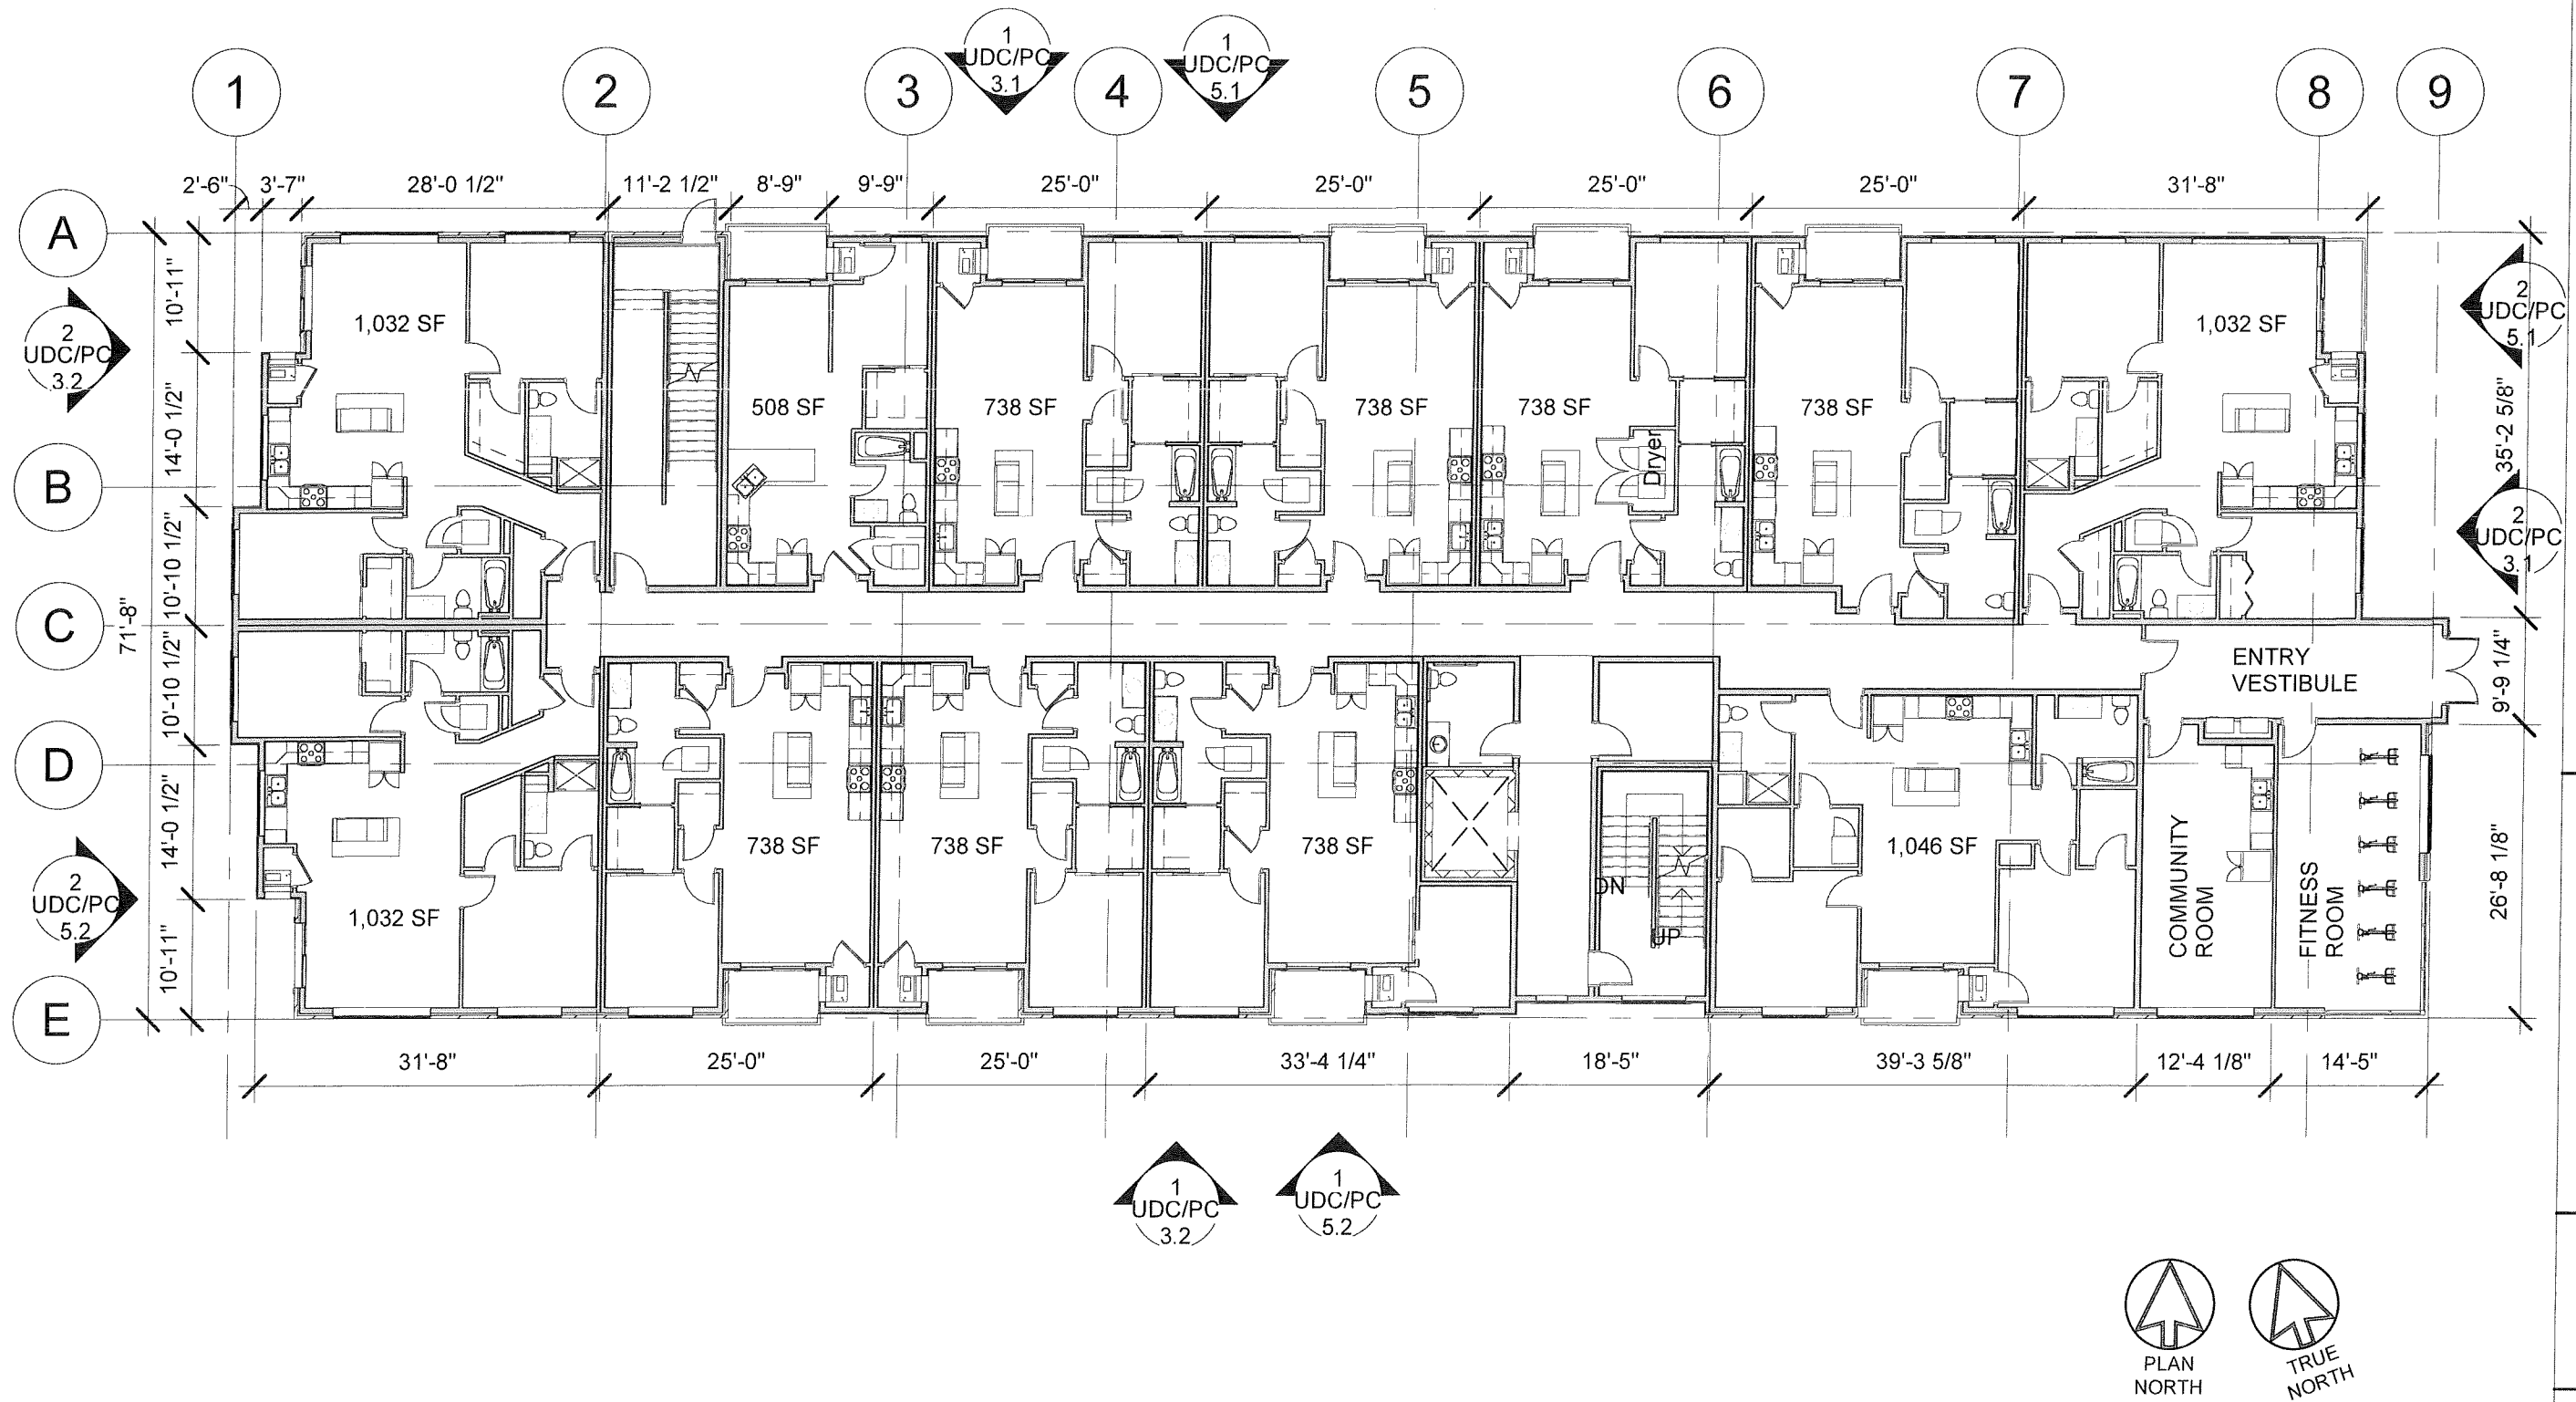 1
UDC/PC
3.1
1
UDC/PC
5.1
1
2
3
4
5
6
7
8
9
2'-6"
3'-7"
28'-0 1/2"
11'-2 1/2"
8'-9"
9'-9"
25'-0"
25'-0"
25'-0"
25'-0"
31'-8"
A
B
C
D
E
10'-11"
14'-0 1/2"
10'-10 1/2"
10'-10 1/2"
14'-0 1/2"
10'-11"
71'-8"
2
UDC/PC
3.2
2
UDC/PC
5.2
2
UDC/PC
5.1
2
UDC/PC
3.1
35'-2 5/8"
9'-9 1/4"
26'-8 1/8"
1,032 SF
508 SF
738 SF
738 SF
738 SF
Dryer
738 SF
1,032 SF
ENTRY
VESTIBULE
1,032 SF
738 SF
738 SF
738 SF
DN
UP
1,046 SF
COMMUNITY
ROOM
FITNESS
ROOM
31'-8"
25'-0"
25'-0"
33'-4 1/4"
18'-5"
39'-3 5/8"
12'-4 1/8"
14'-5"
1
UDC/PC
3.2
1
UDC/PC
5.2
PLAN
NORTH
TRUE
NORTH